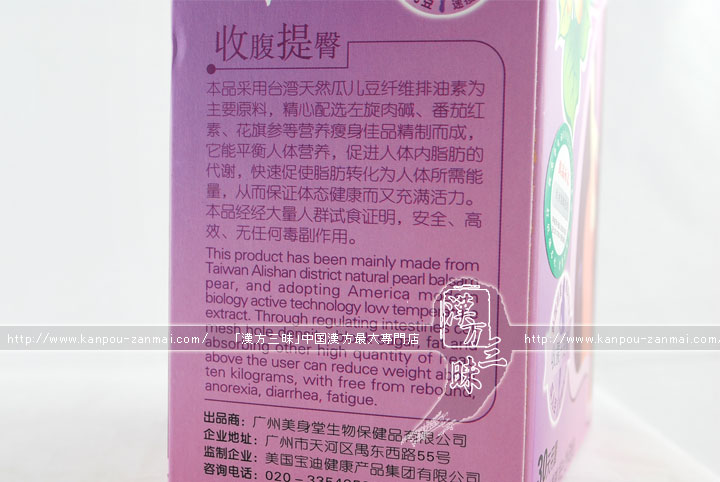 收腹提臀
本品采用台湾天然瓜儿豆纤维排油素为
主要原料，精心配选左旋肉碱、番茄红
素、花旗参等营养瘦身佳品精制而成，
它能平衡人体营养，促进人体内脂肪的
代谢，快速促使脂肪转化为人体所需能
量，从而保证体态健康而又充满活力。
本品经经大量人群试食证明，安全、高
效、无任何毒副作用。
This product has been mainly made from
Taiwan Alishan district natural pearl balsam
pear, and adopting America
biology active technology low
extract. Through regulating
http://www.kanpou-zanmai.com/ 「漢方三昧」中国漢方最大専門店 http://www.kanpou-zanmai.com/
absorbing other high quantity of heat,
above the user can reduce weight
ten kilograms, with free from rebound,
anorexia, diarrhea, fatigue.
漢方三昧
出品商：广州美身堂生物保健品有限公司
企业地址：广州市天河区禺东西路55号
监制企业：美国宝迪健康产品集团有限公司
咨询电话：020-